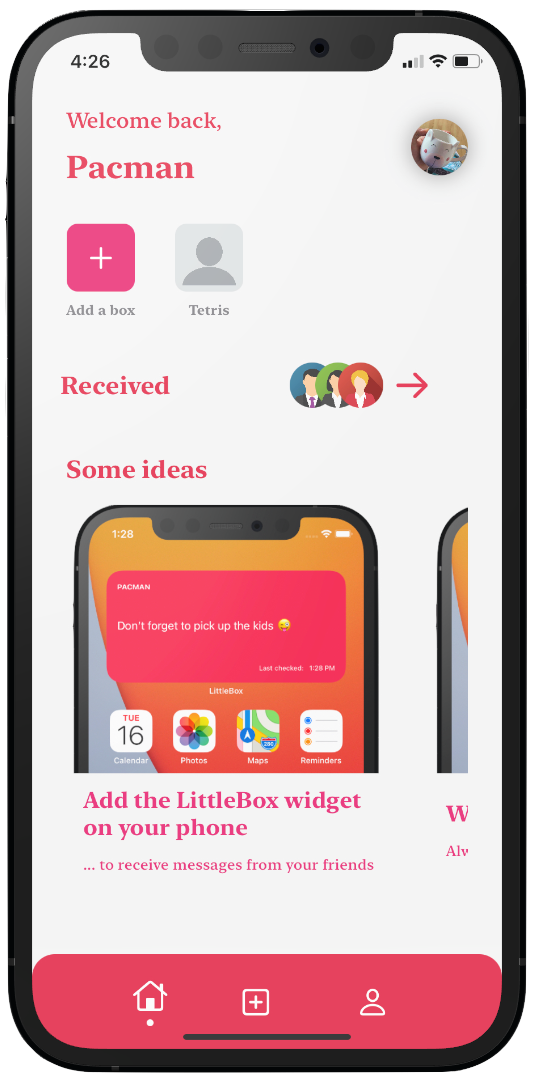 4:26
Welcome back,
Pacman
Add a box
Tetris
Received
Some ideas
1:28
PACMAN
Don't forget to pick up the kids 😜
Last checked: 1:28 PM
LittleBox
TUE
16
Calendar
Photos
Maps
Reminders
Add the LittleBox widget
on your phone
... to receive messages from your friends
W
Alv